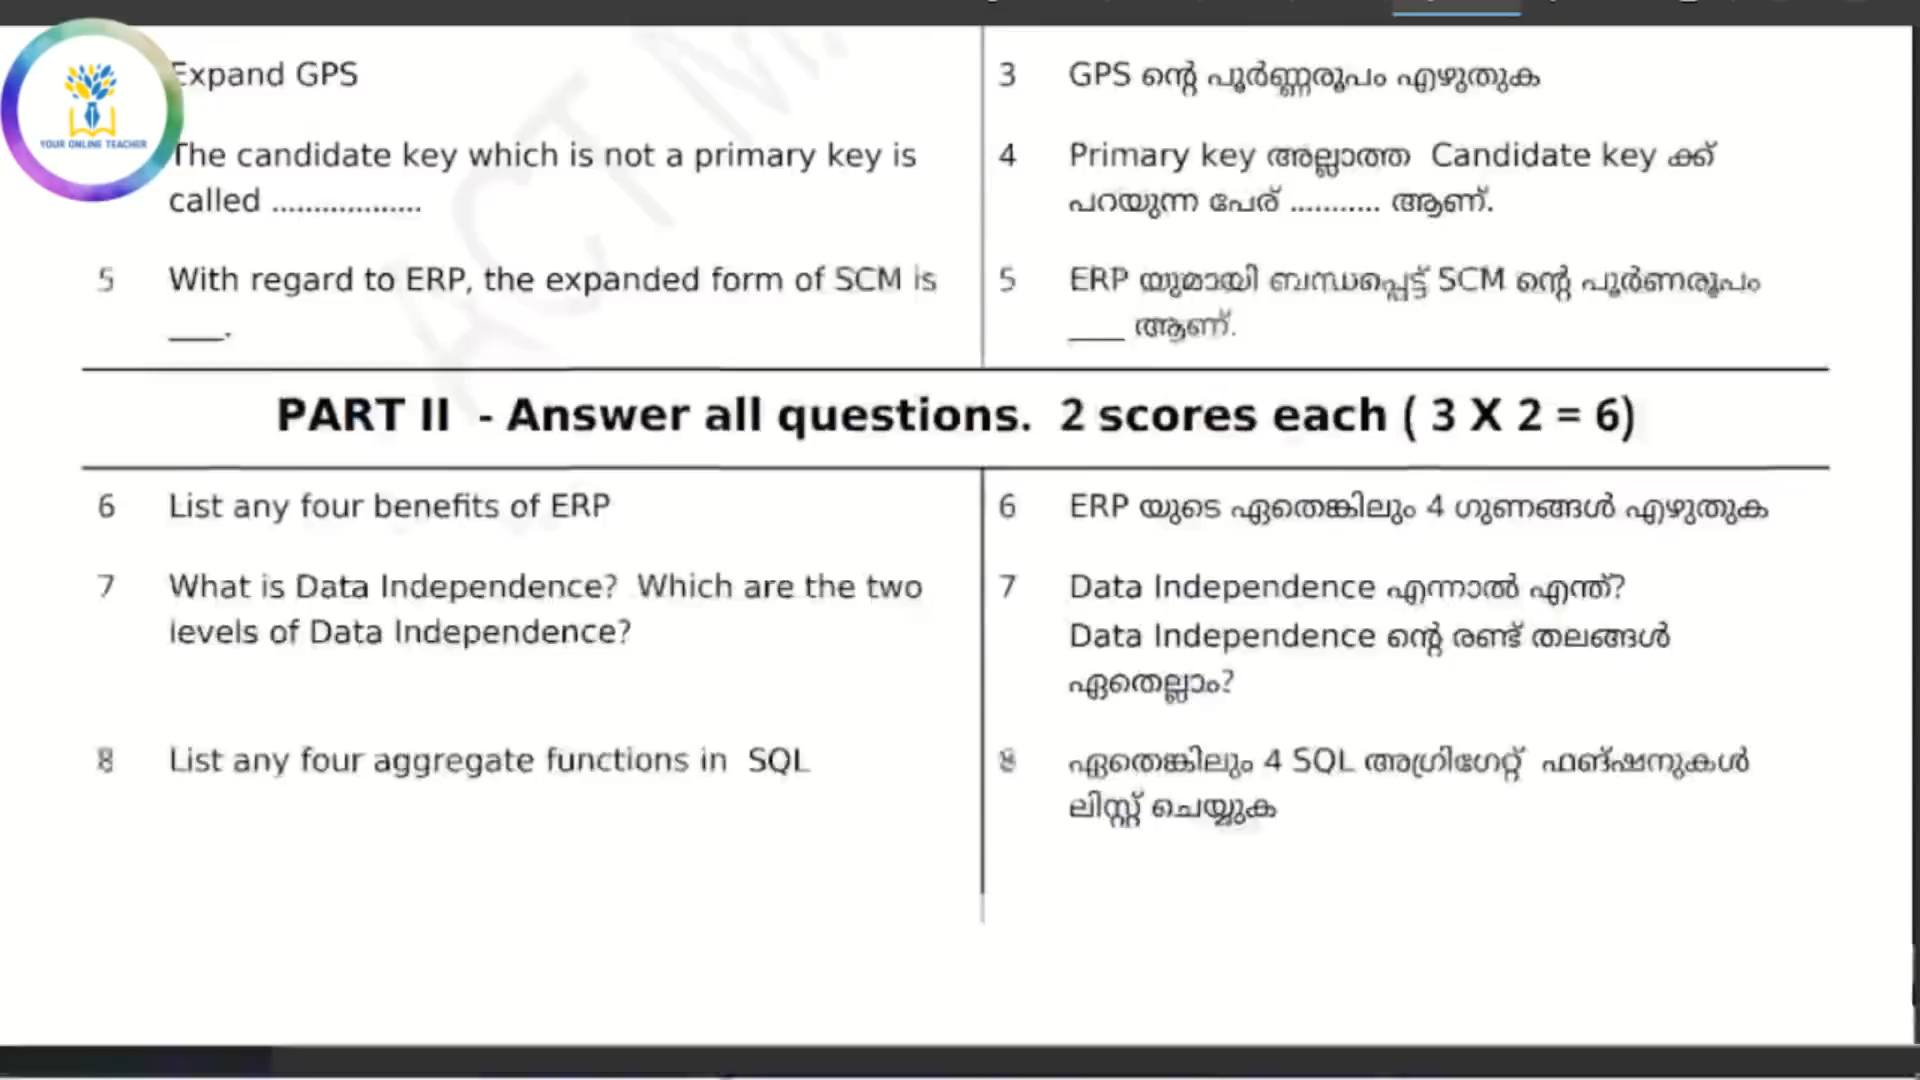 Expand GPS
The candidate key which is not a primary key is
called ..................
5 With regard to ERP, the expanded form of SCM is
____.
3 GPS ന്റെ പൂർണ്ണരൂപം എഴുതുക
4 Primary key അല്ലാത്ത Candidate key ക്ക്
പറയുന്ന പേര് ........... ആണ്.
5 ERP യുമായി ബന്ധപ്പെട്ട് SCM ന്റെ പൂർണരൂപം
____ ആണ്.
YOUR ONLINE TEACHER
PART II - Answer all questions. 2 scores each ( 3 X 2 = 6)
6 List any four benefits of ERP
7 What is Data Independence? Which are the two
levels of Data Independence?
8 List any four aggregate functions in SQL
6 ERP യുടെ ഏതെങ്കിലും 4 ഗുണങ്ങൾ എഴുതുക
7 Data Independence എന്നാൽ എന്ത്?
Data Independence ന്റെ രണ്ട് തലങ്ങൾ
ഏതെല്ലാം?
8 ഏതെങ്കിലും 4 SQL അഗ്രിഗേറ്റ് ഫങ്ഷനുകൾ
ലിസ്റ്റ് ചെയ്യുക